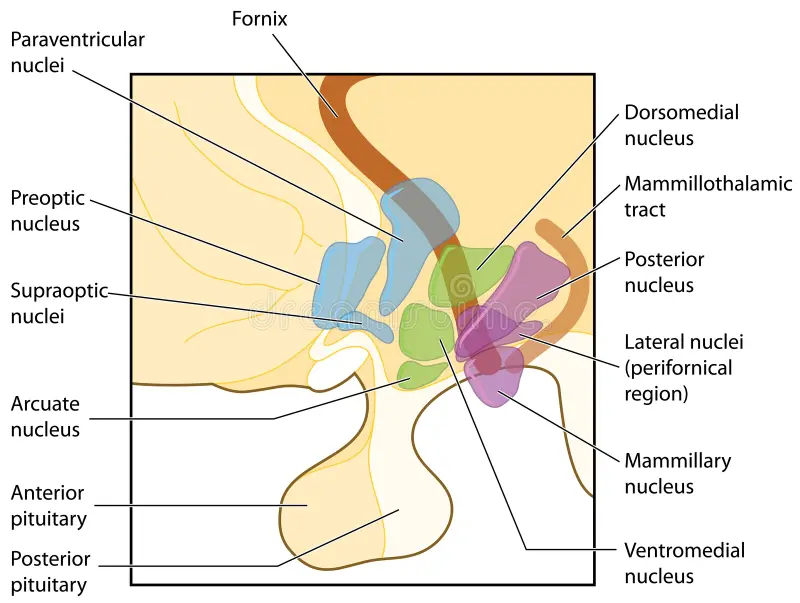 Fornix
Paraventricular
nuclei
Preoptic
nucleus
Supraoptic
nuclei
Arcuate
nucleus
Anterior
pituitary
Posterior
pituitary
Dorsomedial
nucleus
Mammillothalamic
tract
Posterior
nucleus
Lateral nuclei
(perifornical
region)
Mammillary
nucleus
Ventromedial
nucleus
dreamstime